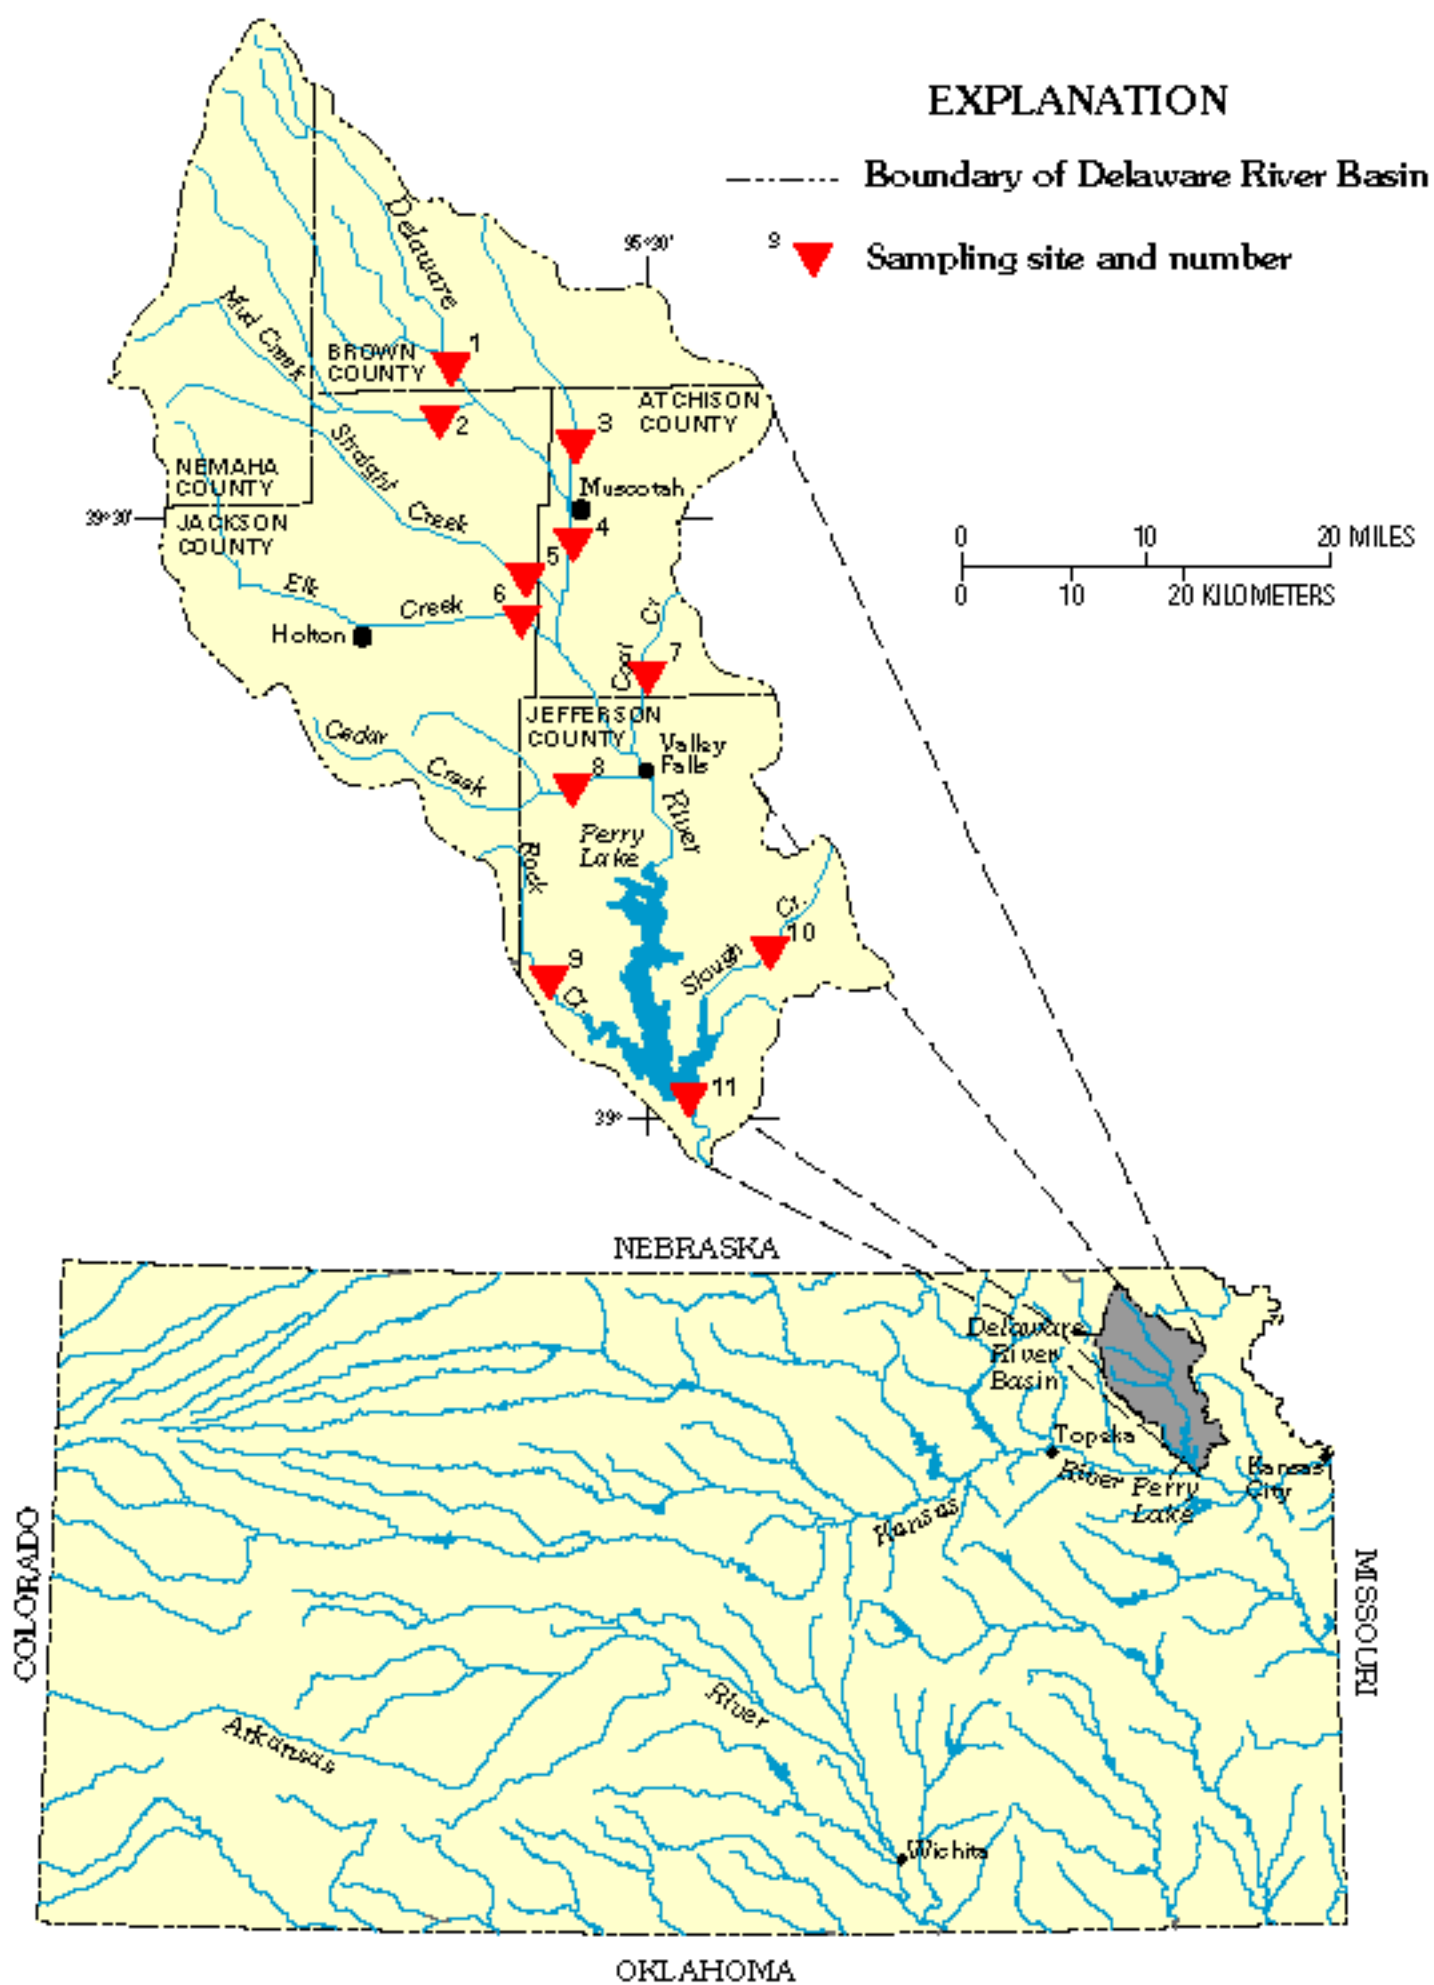 EXPLANATION
Boundary of Delaware River Basin
9
Sampling site and number
Delaware
95°30'
Mud Creek
1
BROWN
COUNTY
2
3
ATCHISON
COUNTY
Straight
Creek
NEMAHA
COUNTY
Muscotah
39°30'
JACKSON
COUNTY
4
5
6
Elk
Creek
Holton
0
10
20 MILES
0
10
20 KILOMETERS
Coal
Cr
7
JEFFERSON
COUNTY
Valley
Falls
Cedar
Creek
8
River
Perry
Lake
Rock
Cr.
9
Slough
Cr.
10
11
39°
NEBRASKA
Delaware
River
Basin
Topeka
River
Perry
Lake
Kansas
City
Kansas
COLORADO
MISSOURI
River
Arkansas
Wichita
OKLAHOMA